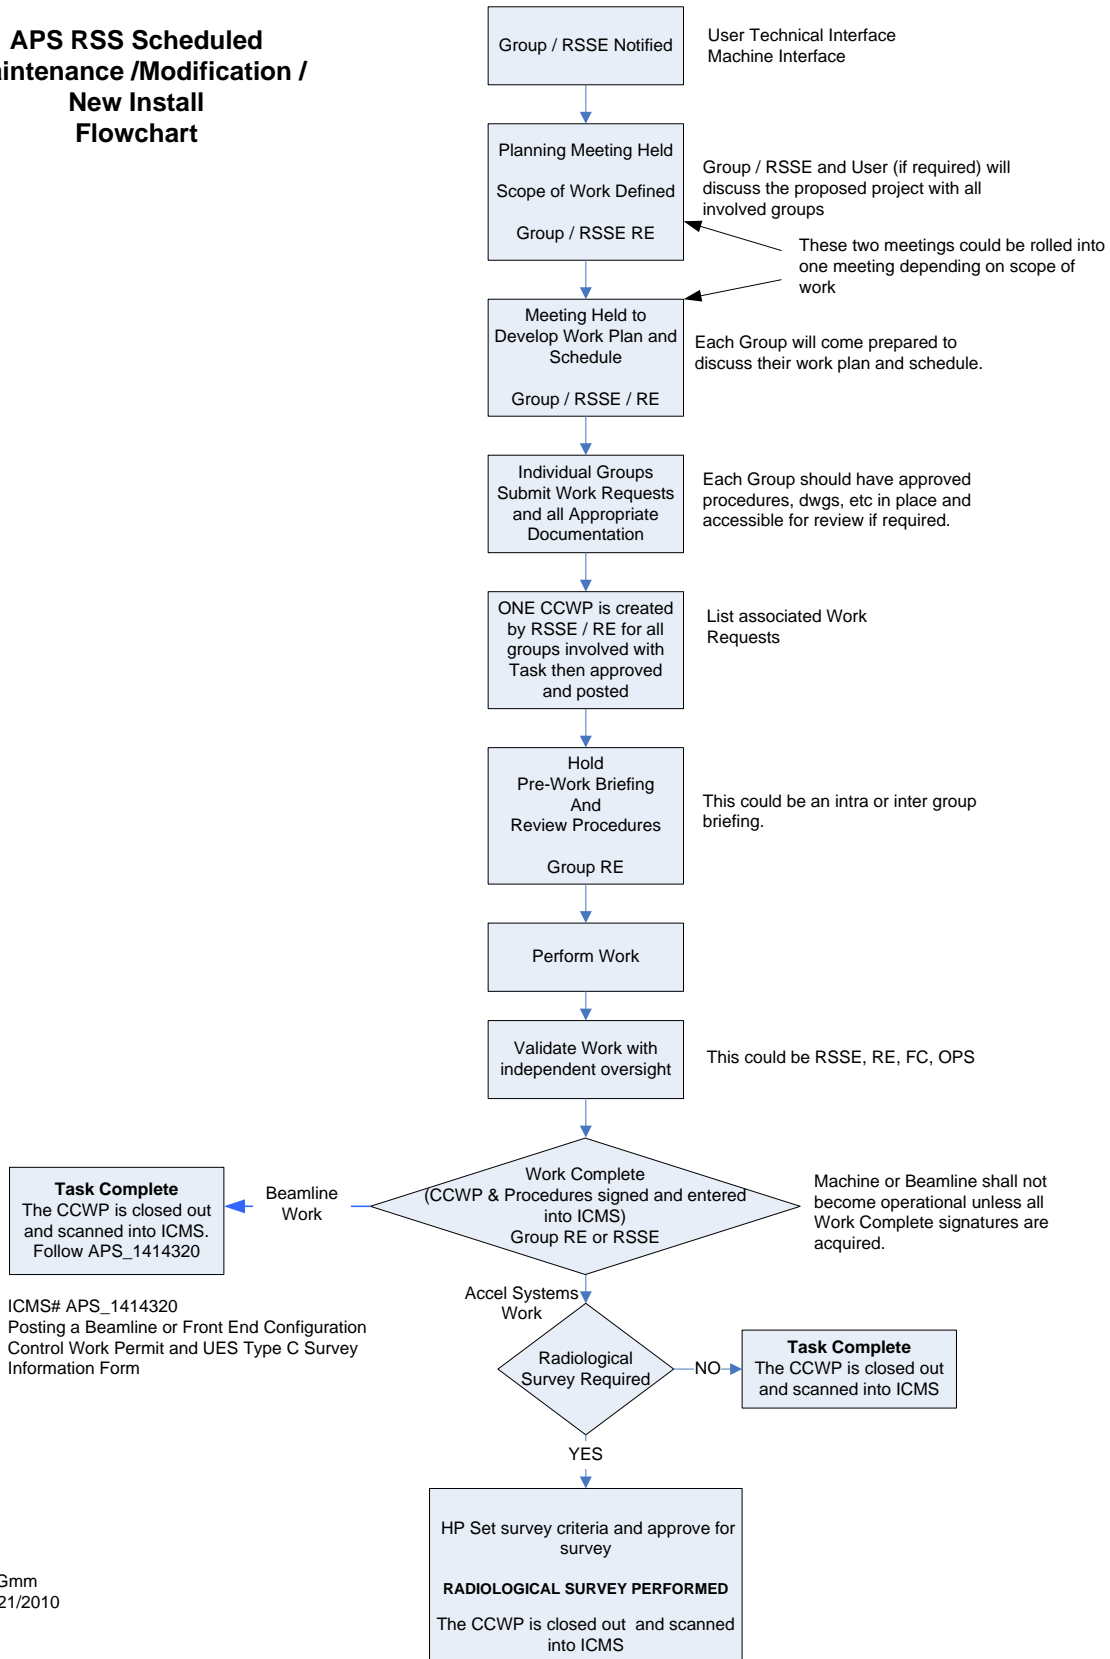 APS RSS Scheduled
Maintenance /Modification /
New Install
Flowchart
Group / RSSE Notified
User Technical Interface
Machine Interface
Planning Meeting Held
Scope of Work Defined
Group / RSSE RE
Group / RSSE and User (if required) will
discuss the proposed project with all
involved groups
These two meetings could be rolled into
one meeting depending on scope of
work
Meeting Held to
Develop Work Plan and
Schedule
Group / RSSE / RE
Each Group will come prepared to
discuss their work plan and schedule.
Individual Groups
Submit Work Requests
and all Appropriate
Documentation
Each Group should have approved
procedures, dwgs, etc in place and
accessible for review if required.
ONE CCWP is created
by RSSE / RE for all
groups involved with
Task then approved
and posted
List associated Work
Requests
Hold
Pre-Work Briefing
And
Review Procedures
Group RE
This could be an intra or inter group
briefing.
Perform Work
Validate Work with
independent oversight
This could be RSSE, RE, FC, OPS
Work Complete
(CCWP & Procedures signed and entered
into ICMS)
Group RE or RSSE
Machine or Beamline shall not
become operational unless all
Work Complete signatures are
acquired.
Beamline
Work
Task Complete
The CCWP is closed out
and scanned into ICMS.
Follow APS_1414320
ICMS# APS_1414320
Posting a Beamline or Front End Configuration
Control Work Permit and UES Type C Survey
Information Form
Accel Systems
Work
Radiological
Survey Required
NO
Task Complete
The CCWP is closed out
and scanned into ICMS
YES
HP Set survey criteria and approve for
survey
RADIOLOGICAL SURVEY PERFORMED
The CCWP is closed out and scanned
into ICMS
Gmm
21/2010